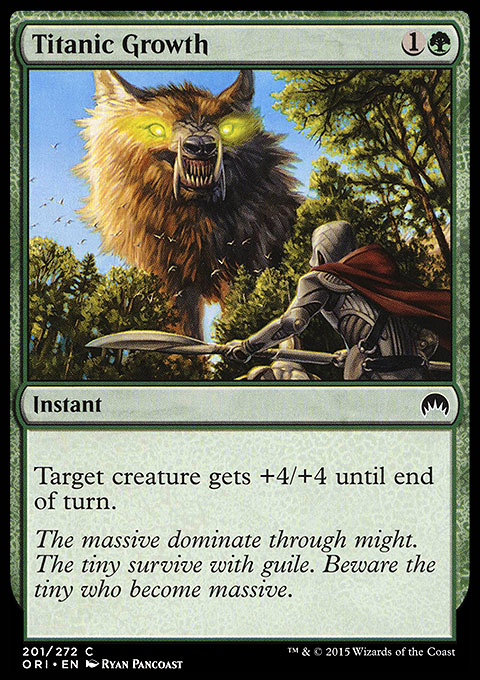 Titanic Growth 1
Instant
Target creature gets +4/+4 until end
of turn.
The massive dominate through might.
The tiny survive with guile. Beware the
tiny who become massive.
201/272 C
ORI • EN Ryan Pancoast
™ & © 2015 Wizards of the Coast